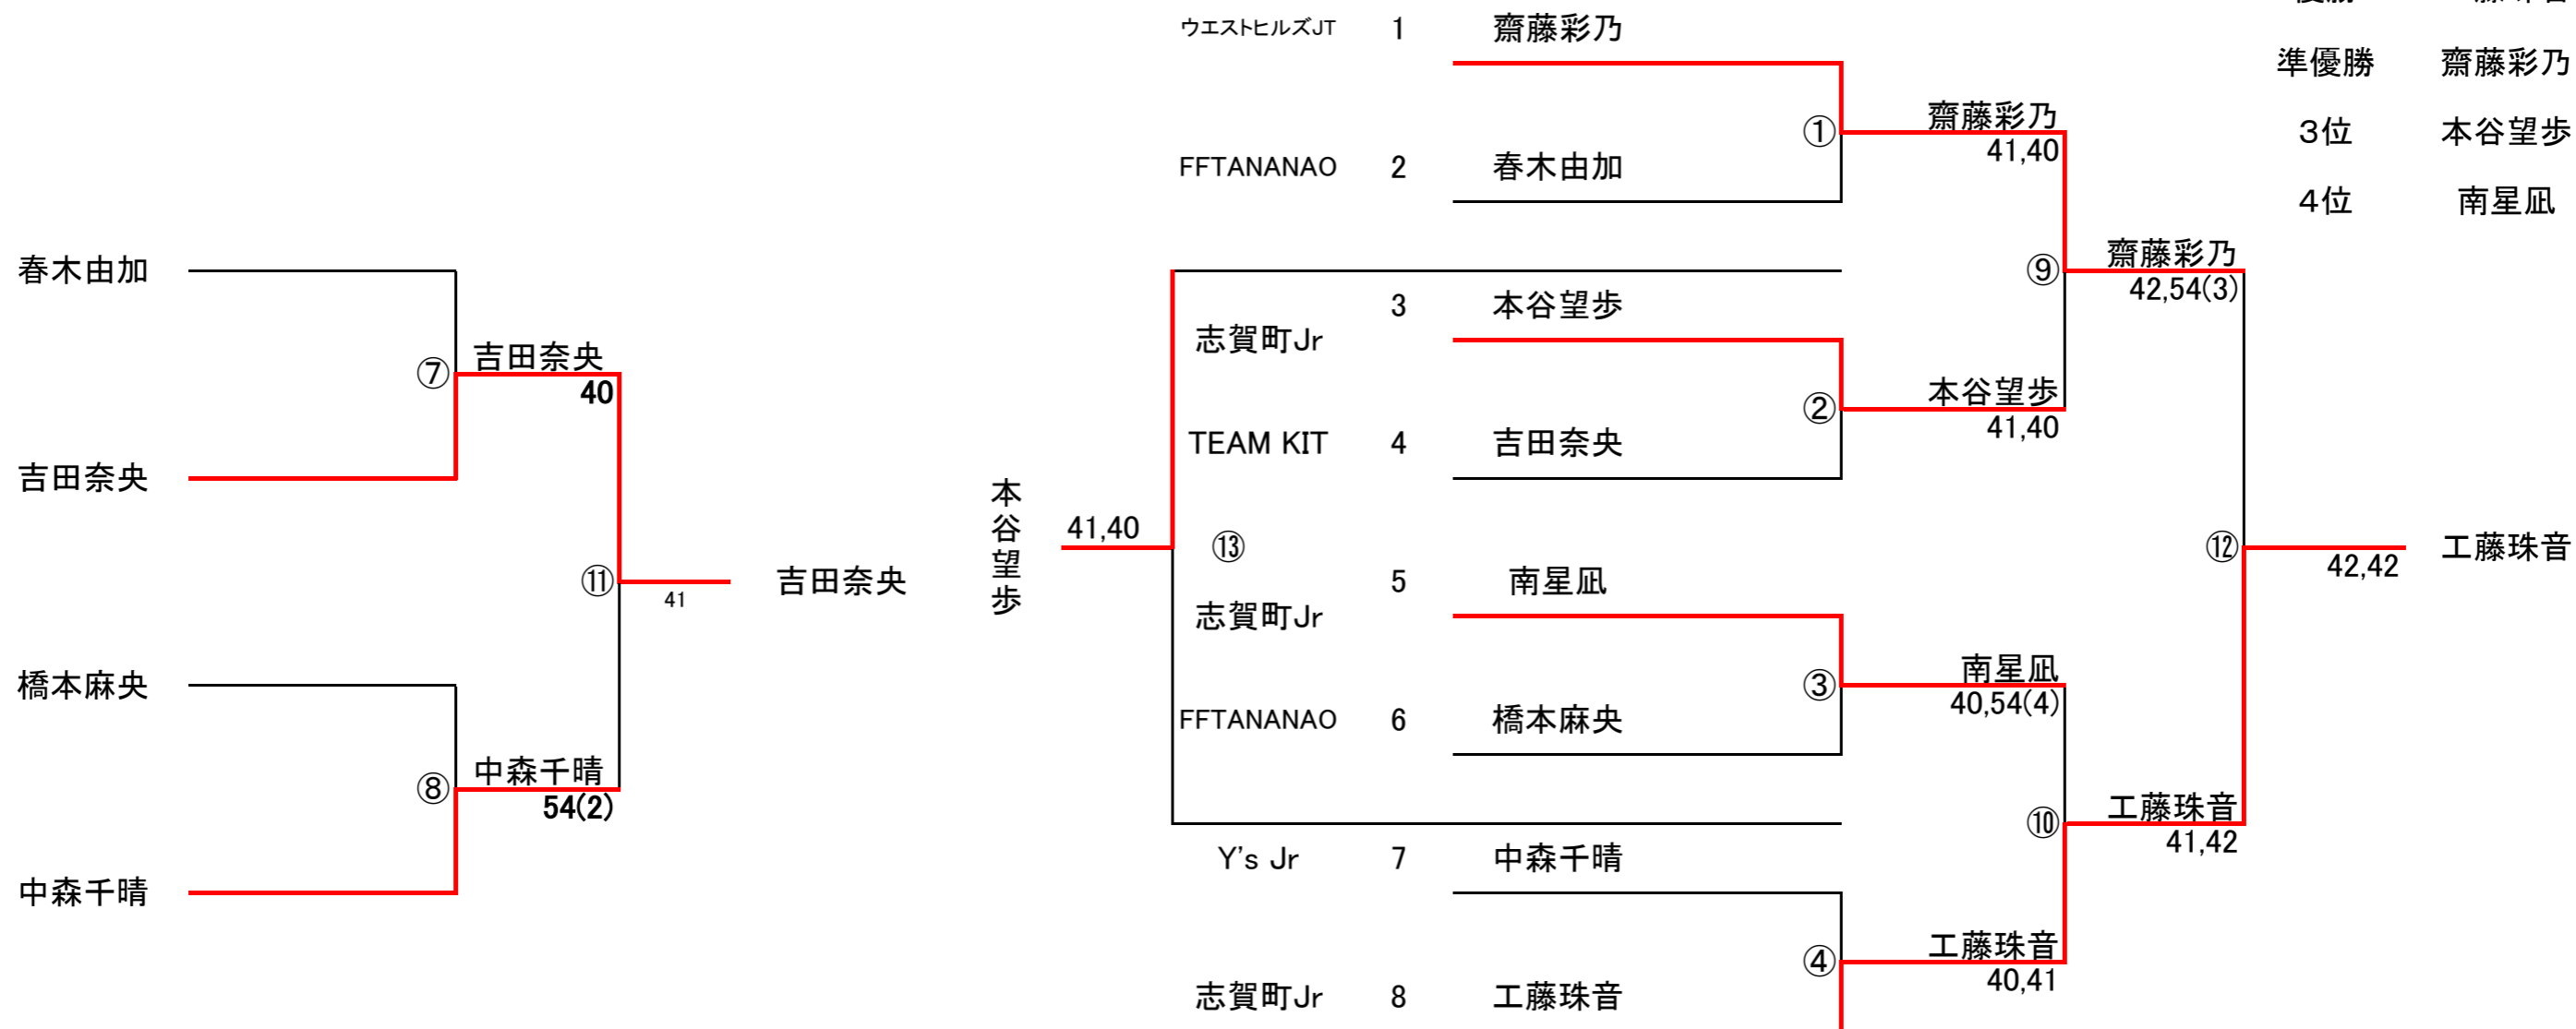 ウエストヒルズJT 1 齋藤彩乃
準優勝 齋藤彩乃
齋藤彩乃
① 41,40
3位 本谷望歩
FFTANANAO 2 春木由加
4位 南星凪
春木由加
齋藤彩乃
⑨ 42,54(3)
3 本谷望歩
志賀町Jr
吉田奈央
⑦ 40
本谷望歩
② 41,40
TEAM KIT 4 吉田奈央
吉田奈央
本谷望歩
41,40
⑬
⑫ 42,42
工藤珠音
5 南星凪
⑪ 41
吉田奈央
志賀町Jr
橋本麻央
南星凪
③ 40,54(4)
FFTANANAO 6 橋本麻央
中森千晴
⑧ 54(2)
工藤珠音
⑩ 41,42
Y's Jr 7 中森千晴
中森千晴
工藤珠音
④ 40,41
志賀町Jr 8 工藤珠音